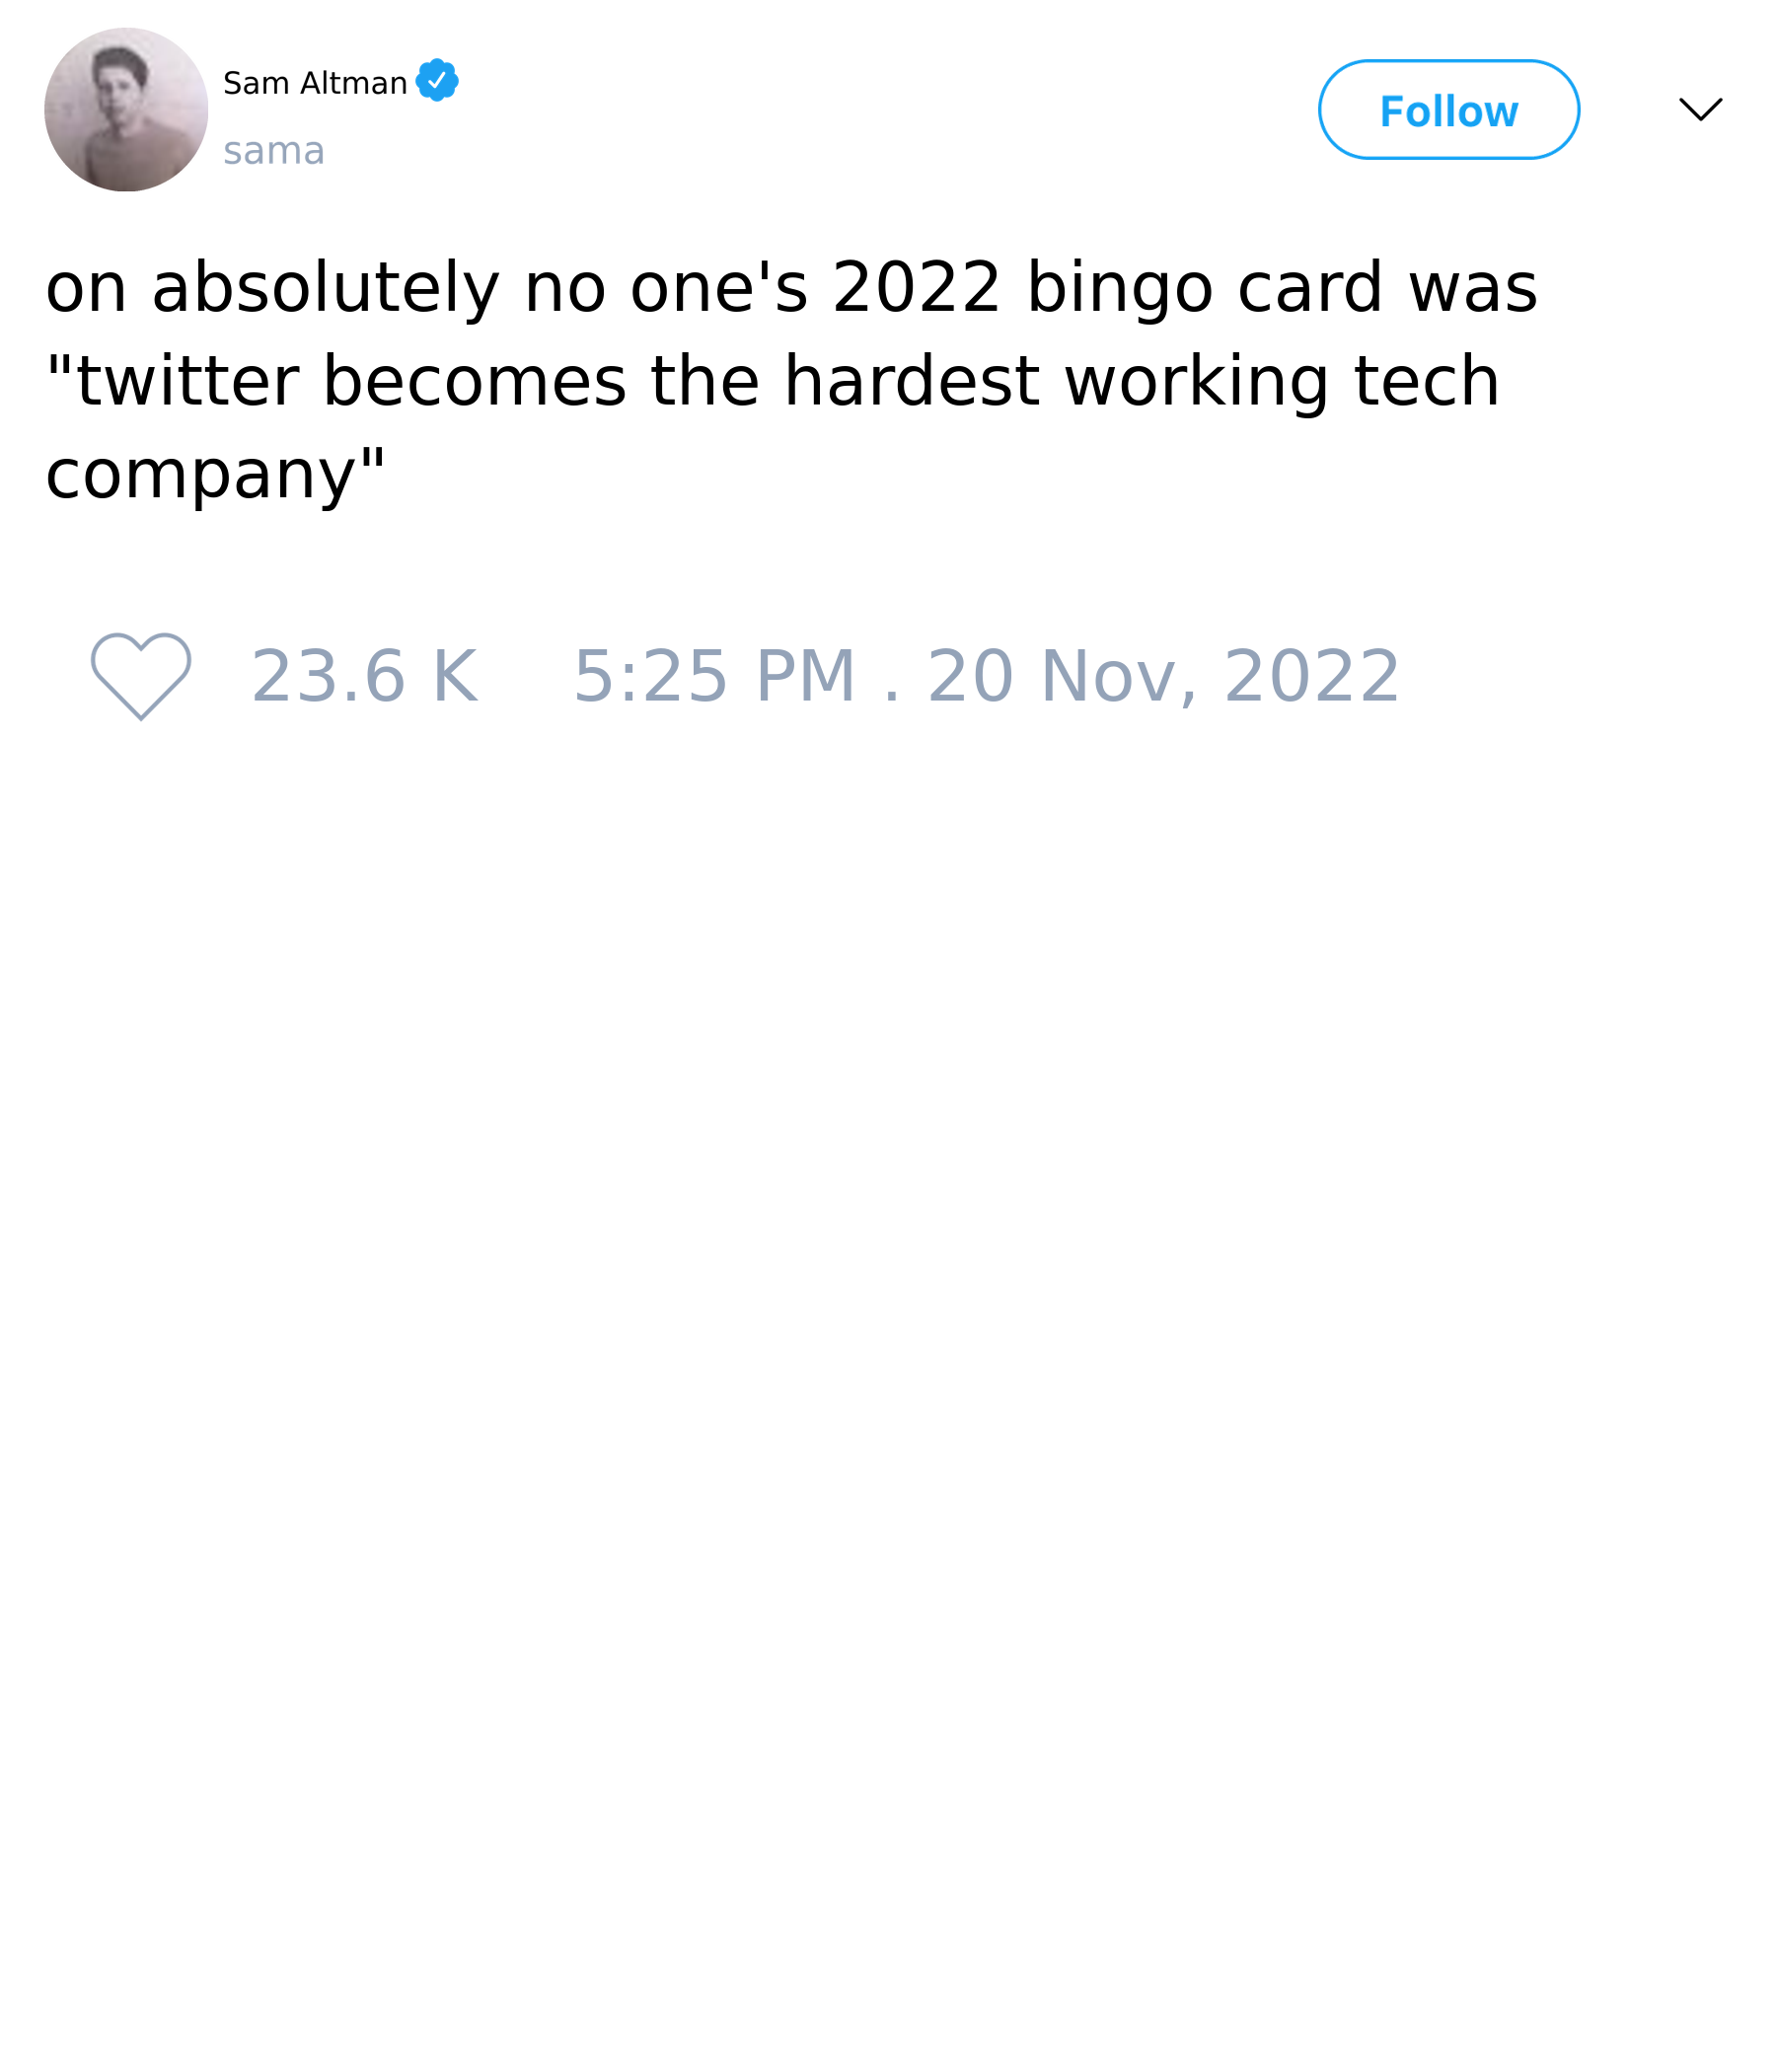 Sam Altman
sama
Follow
on absolutely no one's 2022 bingo card was
"twitter becomes the hardest working tech
company"
23.6 K 5:25 PM . 20 Nov, 2022